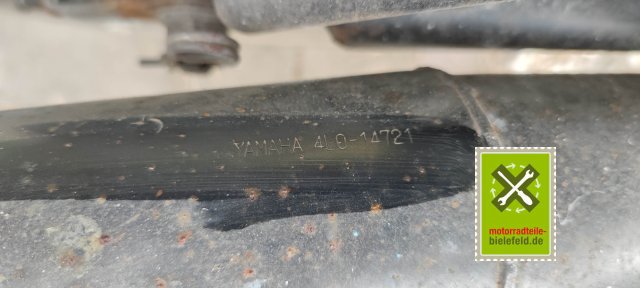 YAMAHA 4L0-14721
motorradteile-
bielefeld.de